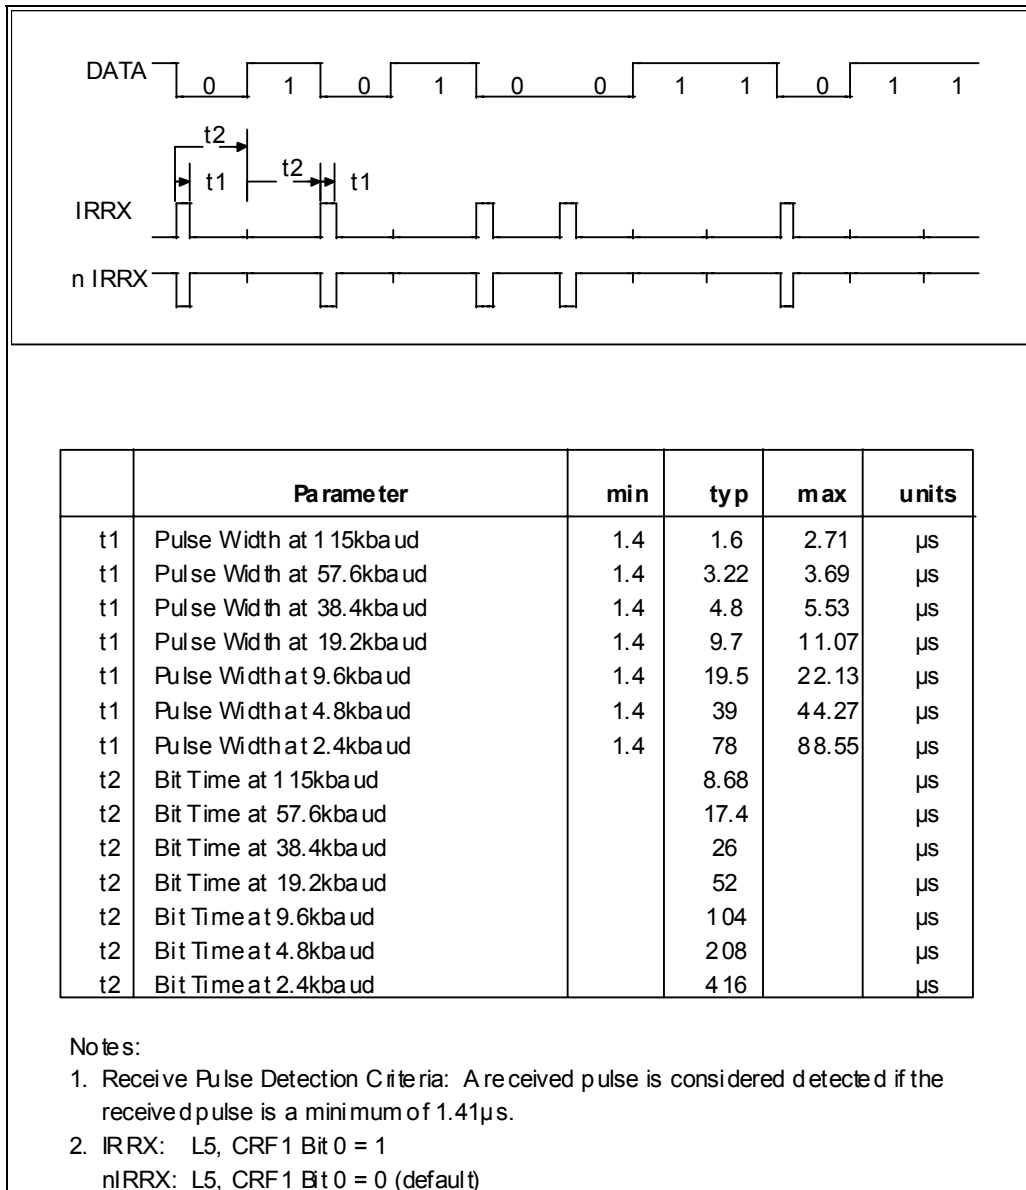 DATA 0 1 0 1 0 0 1 1 0 1 1
t2
t1 t2 t1
IRRX
n IRRX
Parameter min typ max units
t1 Pulse Width at 115kbaud 1.4 1.6 2.71 µs
t1 Pulse Width at 57.6kbaud 1.4 3.22 3.69 µs
t1 Pulse Width at 38.4kbaud 1.4 4.8 5.53 µs
t1 Pulse Width at 19.2kbaud 1.4 9.7 11.07 µs
t1 Pulse Width at 9.6kbaud 1.4 19.5 22.13 µs
t1 Pulse Width at 4.8kbaud 1.4 39 44.27 µs
t1 Pulse Width at 2.4kbaud 1.4 78 88.55 µs
t2 Bit Time at 115kbaud 8.68 µs
t2 Bit Time at 57.6kbaud 17.4 µs
t2 Bit Time at 38.4kbaud 26 µs
t2 Bit Time at 19.2kbaud 52 µs
t2 Bit Time at 9.6kbaud 104 µs
t2 Bit Time at 4.8kbaud 208 µs
t2 Bit Time at 2.4kbaud 416 µs
Notes:
1. Receive Pulse Detection Criteria: A received pulse is considered detected if the
received pulse is a minimum of 1.41µs.
2. IRRX: L5, CRF1 Bit 0 = 1
nIRRX: L5, CRF1 Bit 0 = 0 (default)